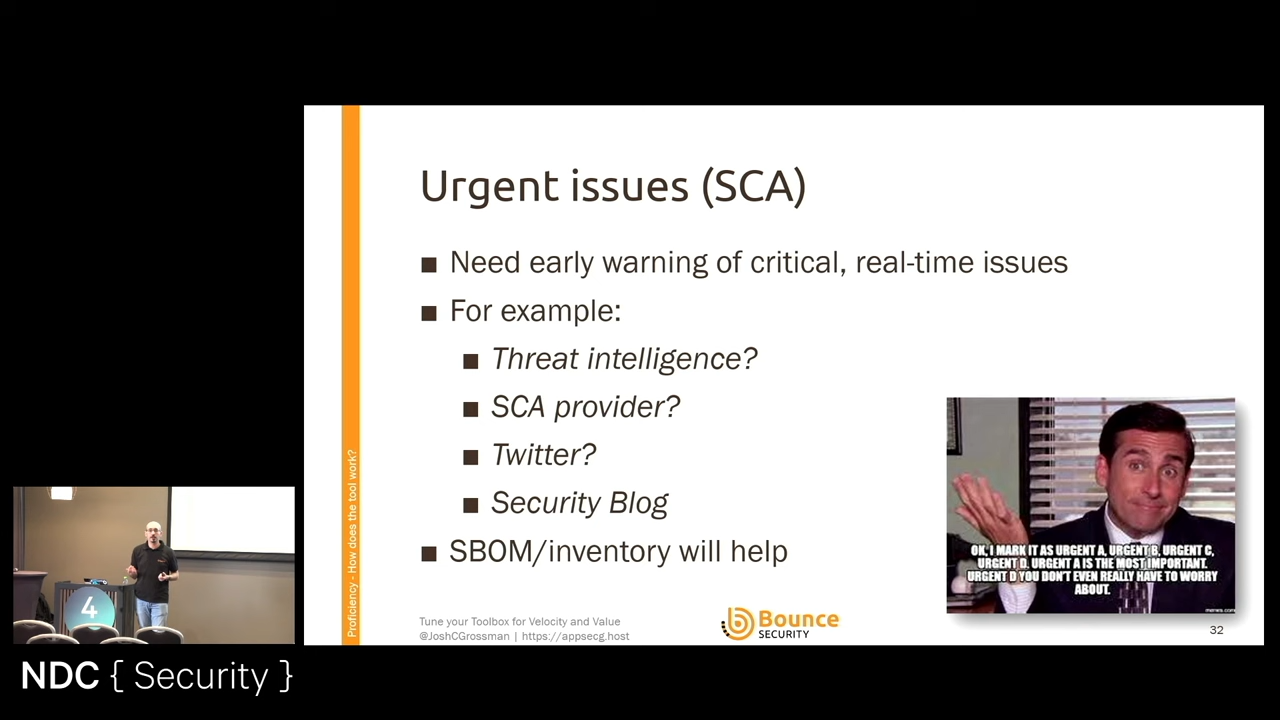 Urgent issues (SCA)
■ Need early warning of critical, real-time issues
■ For example:
■ Threat intelligence?
■ SCA provider?
■ Twitter?
■ Security Blog
■ SBOM/inventory will help
OK, I MARK IT AS URGENT A, URGENT B, URGENT C,
URGENT D. URGENT A IS THE MOST IMPORTANT.
URGENT D YOU DON'T EVEN REALLY HAVE TO WORRY
ABOUT.
memes.com
Proficiency - How does the tool work?
Tune your Toolbox for Velocity and Value
@JoshCGrossman | https://appsecg.host
Bounce
SECURITY
32
4
NDC { Security }